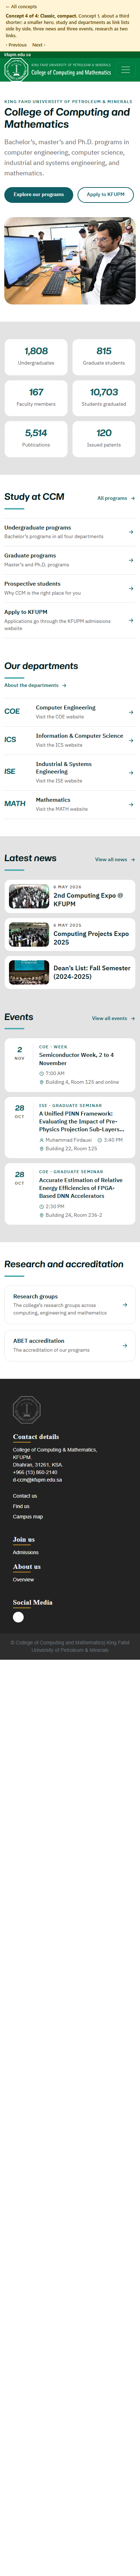 ← All concepts
Concept 4 of 4: Classic, compact. Concept 1, about a third
shorter: a smaller hero, study and departments as link lists
side by side, three news and three events, research as two
links.
‹ Previous Next ›
kfupm.edu.sa
KING FAHD UNIVERSITY OF PETROLEUM & MINERALS
College of Computing and Mathematics
KING FAHD UNIVERSITY OF PETROLEUM & MINERALS
College of Computing and
Mathematics
Bachelor's, master's and Ph.D. programs in
computer engineering, computer science,
industrial and systems engineering, and
mathematics.
Explore our programs
Apply to KFUPM
1,808
Undergraduates
815
Graduate students
167
Faculty members
10,703
Students graduated
5,514
Publications
120
Issued patents
Study at CCM
All programs →
Undergraduate programs
Bachelor's programs in all four departments
Graduate programs
Master's and Ph.D. programs
Prospective students
Why CCM is the right place for you
Apply to KFUPM
Applications go through the KFUPM admissions
website
Our departments
About the departments →
COE
Computer Engineering
Visit the COE website
ICS
Information & Computer Science
Visit the ICS website
ISE
Industrial & Systems
Engineering
Visit the ISE website
MATH
Mathematics
Visit the MATH website
Latest news
View all news →
6 MAY 2026
2nd Computing Expo @
KFUPM
6 MAY 2025
Computing Projects Expo
2025
Dean's List: Fall Semester
(2024-2025)
Events
View all events →
2
NOV
COE · WEEK
Semiconductor Week, 2 to 4
November
7:00 AM
Building 4, Room 125 and online
28
OCT
ISE · GRADUATE SEMINAR
A Unified PINN Framework:
Evaluating the Impact of Pre-
Physics Projection Sub-Layers...
Muhammad Firdausi
3:40 PM
Building 22, Room 125
28
OCT
COE · GRADUATE SEMINAR
Accurate Estimation of Relative
Energy Efficiencies of FPGA-
Based DNN Accelerators
2:30 PM
Building 24, Room 236-2
Research and accreditation
Research groups
The college's research groups across
computing, engineering and mathematics
ABET accreditation
The accreditation of our programs
Contact details
College of Computing & Mathematics,
KFUPM.
Dhahran, 31261, KSA.
+966 (13) 860-2140
d-ccm@kfupm.edu.sa
Contact us
Find us
Campus map
Join us
Admissions
About us
Overview
Social Media
© College of Computing and Mathematics| King Fahd
University of Petroleum & Minerals